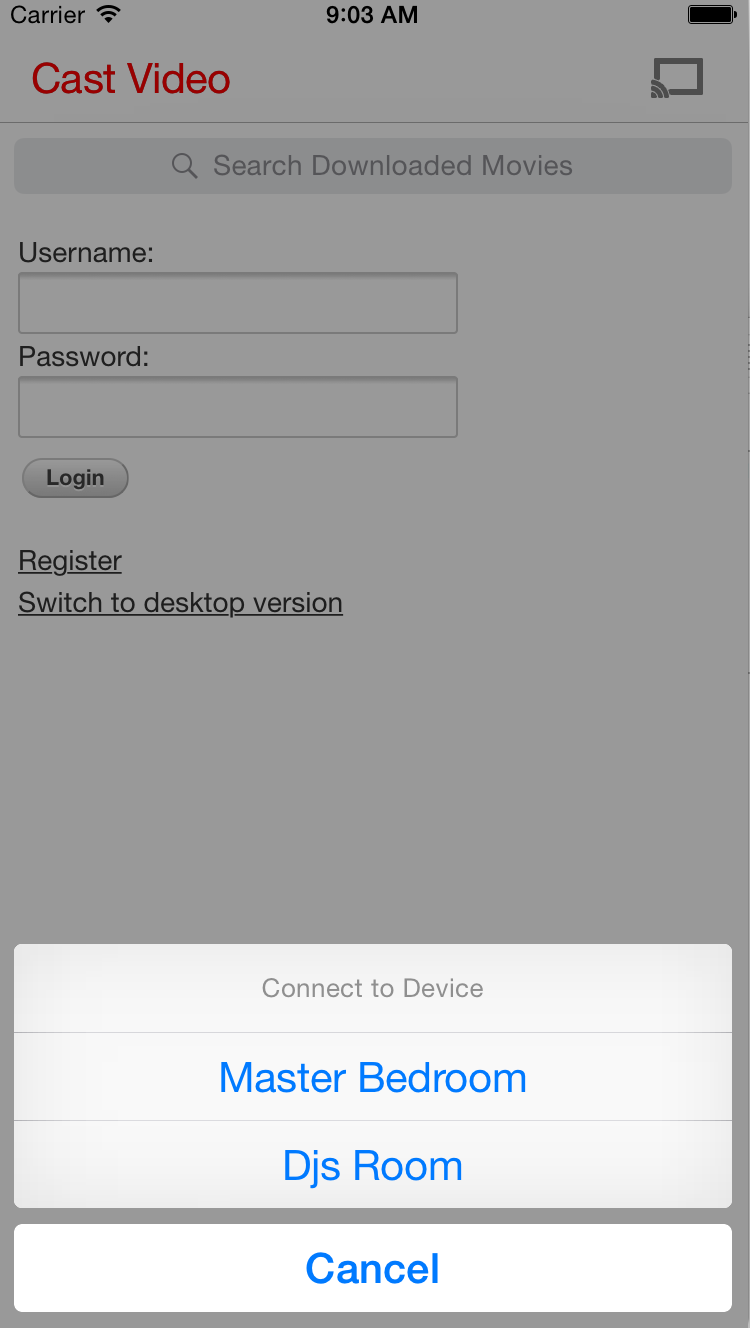 Carrier 9:03 AM
Cast Video
Search Downloaded Movies
Username:
Password:
Login
Register
Switch to desktop version
Connect to Device
Master Bedroom
Djs Room
Cancel